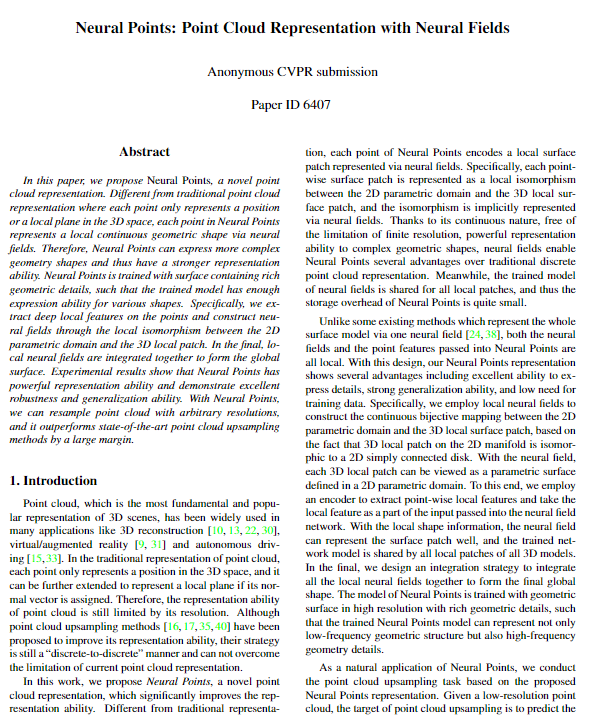 Neural Points: Point Cloud Representation with Neural Fields
Anonymous CVPR submission
Paper ID 6407
Abstract
In this paper, we propose Neural Points, a novel point
cloud representation. Different from traditional point cloud
representation where each point only represents a position
or a local plane in the 3D space, each point in Neural Points
represents a local continuous geometric shape via neural
fields. Therefore, Neural Points can express more complex
geometry shapes and thus have a stronger representation
ability. Neural Points is trained with surface containing rich
geometric details, such that the trained model has enough
expression ability for various shapes. Specifically, we ex-
tract deep local features on the points and construct neu-
ral fields through the local isomorphism between the 2D
parametric domain and the 3D local patch. In the final, lo-
cal neural fields are integrated together to form the global
surface. Experimental results show that Neural Points has
powerful representation ability and demonstrate excellent
robustness and generalization ability. With Neural Points,
we can resample point cloud with arbitrary resolutions,
and it outperforms state-of-the-art point cloud upsampling
methods by a large margin.
1. Introduction
Point cloud, which is the most fundamental and popu-
lar representation of 3D scenes, has been widely used in
many applications like 3D reconstruction [10, 13, 22, 30],
virtual/augmented reality [9, 31] and autonomous driv-
ing [15,33]. In the traditional representation of point cloud,
each point only represents a position in the 3D space, and it
can be further extended to represent a local plane if its nor-
mal vector is assigned. Therefore, the representation ability
of point cloud is still limited by its resolution. Although
point cloud upsampling methods [16,17,35,40] have been
proposed to improve its representation ability, their strategy
is still a "discrete-to-discrete" manner and can not overcome
the limitation of current point cloud representation.
In this work, we propose Neural Points, a novel point
cloud representation, which significantly improves the rep-
resentation ability. Different from traditional representa-
tion, each point of Neural Points encodes a local surface
patch represented via neural fields. Specifically, each point-
wise surface patch is represented as a local isomorphism
between the 2D parametric domain and the 3D local sur-
face patch, and the isomorphism is implicitly represented
via neural fields. Thanks to its continuous nature, free of
the limitation of finite resolution, powerful representation
ability to complex geometric shapes, neural fields enable
Neural Points several advantages over traditional discrete
point cloud representation. Meanwhile, the trained model
of neural fields is shared for all local patches, and thus the
storage overhead of Neural Points is quite small.
Unlike some existing methods which represent the whole
surface model via one neural field [24,38], both the neural
fields and the point features passed into Neural Points are
all local. With this design, our Neural Points representation
shows several advantages including excellent ability to ex-
press details, strong generalization ability, and low need for
training data. Specifically, we employ local neural fields to
construct the continuous bijective mapping between the 2D
parametric domain and the 3D local surface patch, based on
the fact that 3D local patch on the 2D manifold is isomor-
phic to a 2D simply connected disk. With the neural field,
each 3D local patch can be viewed as a parametric surface
defined in a 2D parametric domain. To this end, we employ
an encoder to extract point-wise local features and take the
local feature as a part of the input passed into the neural field
network. With the local shape information, the neural field
can represent the surface patch well, and the trained net-
work model is shared by all local patches of all 3D models.
In the final, we design an integration strategy to integrate
all the local neural fields together to form the final global
shape. The model of Neural Points is trained with geometric
surface in high resolution with rich geometric details, such
that the trained Neural Points model can represent not only
low-frequency geometric structure but also high-frequency
geometry details.
As a natural application of Neural Points, we conduct
the point cloud upsampling task based on the proposed
Neural Points representation. Given a low-resolution point
cloud, the target of point cloud upsampling is to predict the